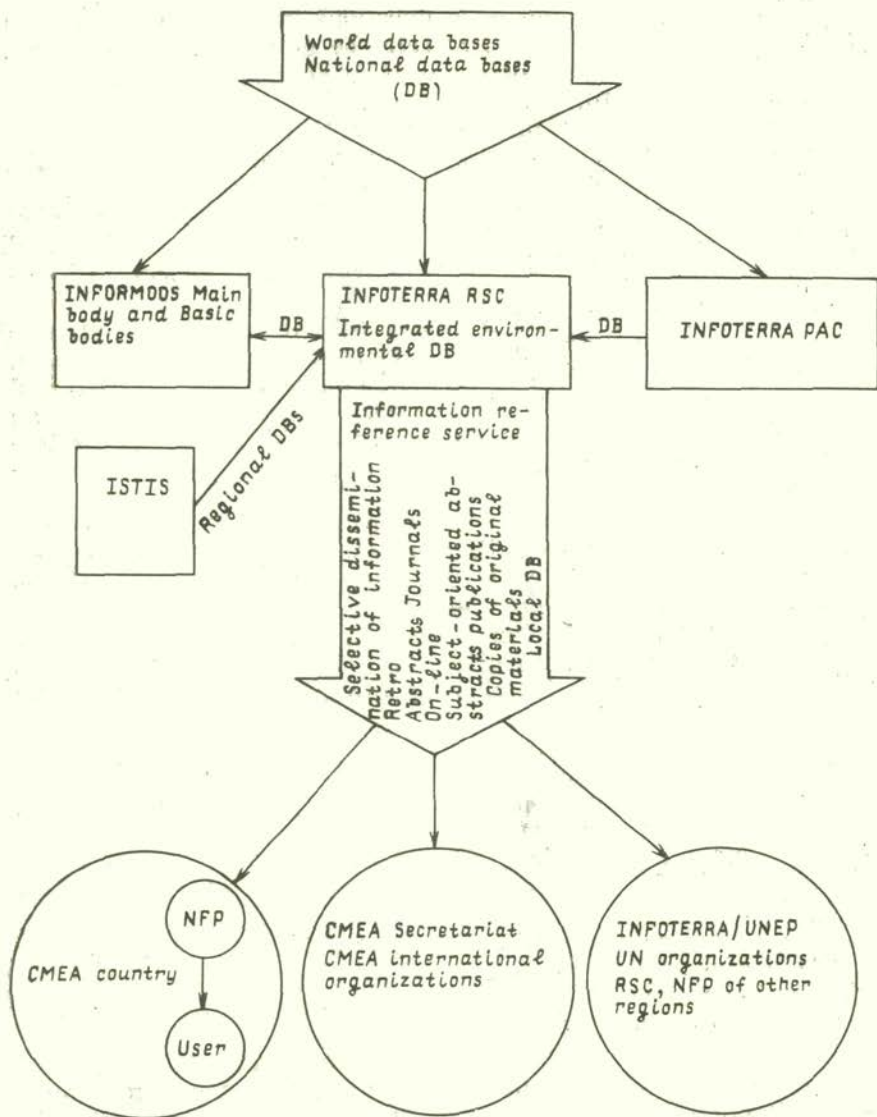 World data bases
National data bases
(DB)
INFORMODS Main
body and Basic
bodies
DB
INFOTERRA RSC
Integrated environ-
mental DB
DB
INFOTERRA PAC
ISTIS
Regional DBs
Information re-
ference service
Selective dissemi-
nation of information
Retro
Abstracts Journals
On-line
Subject-oriented ab-
stracts publications
Copies of original
materials
Local DB
CMEA country
NFP
User
CMEA Secretariat
CMEA international
organizations
INFOTERRA/UNEP
UN organizations
RSC, NFP of other
regions